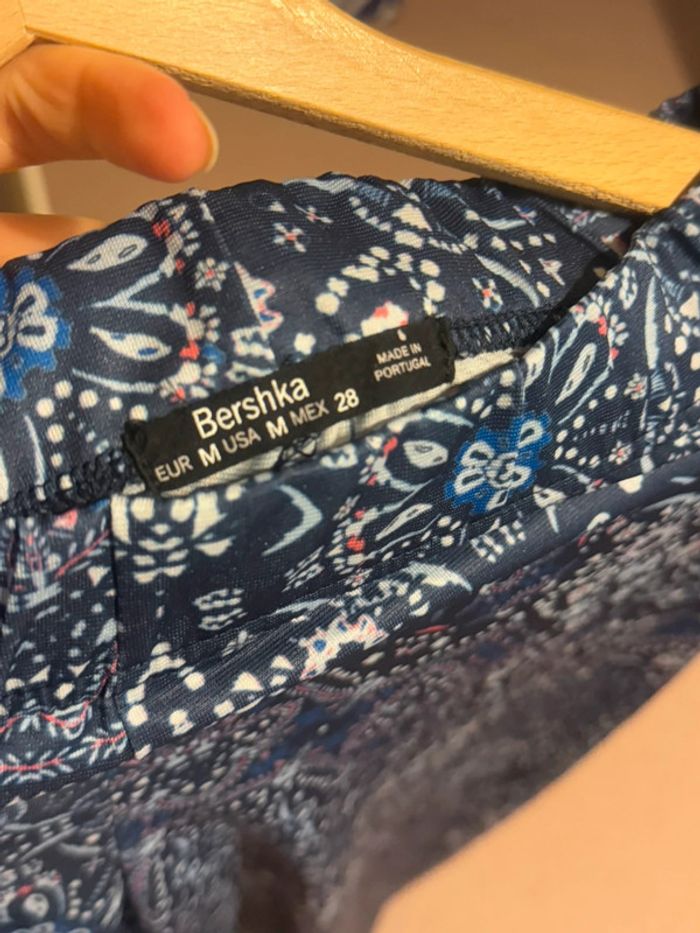 Bershka
EUR M USA M MEX 28
MADE IN
PORTUGAL